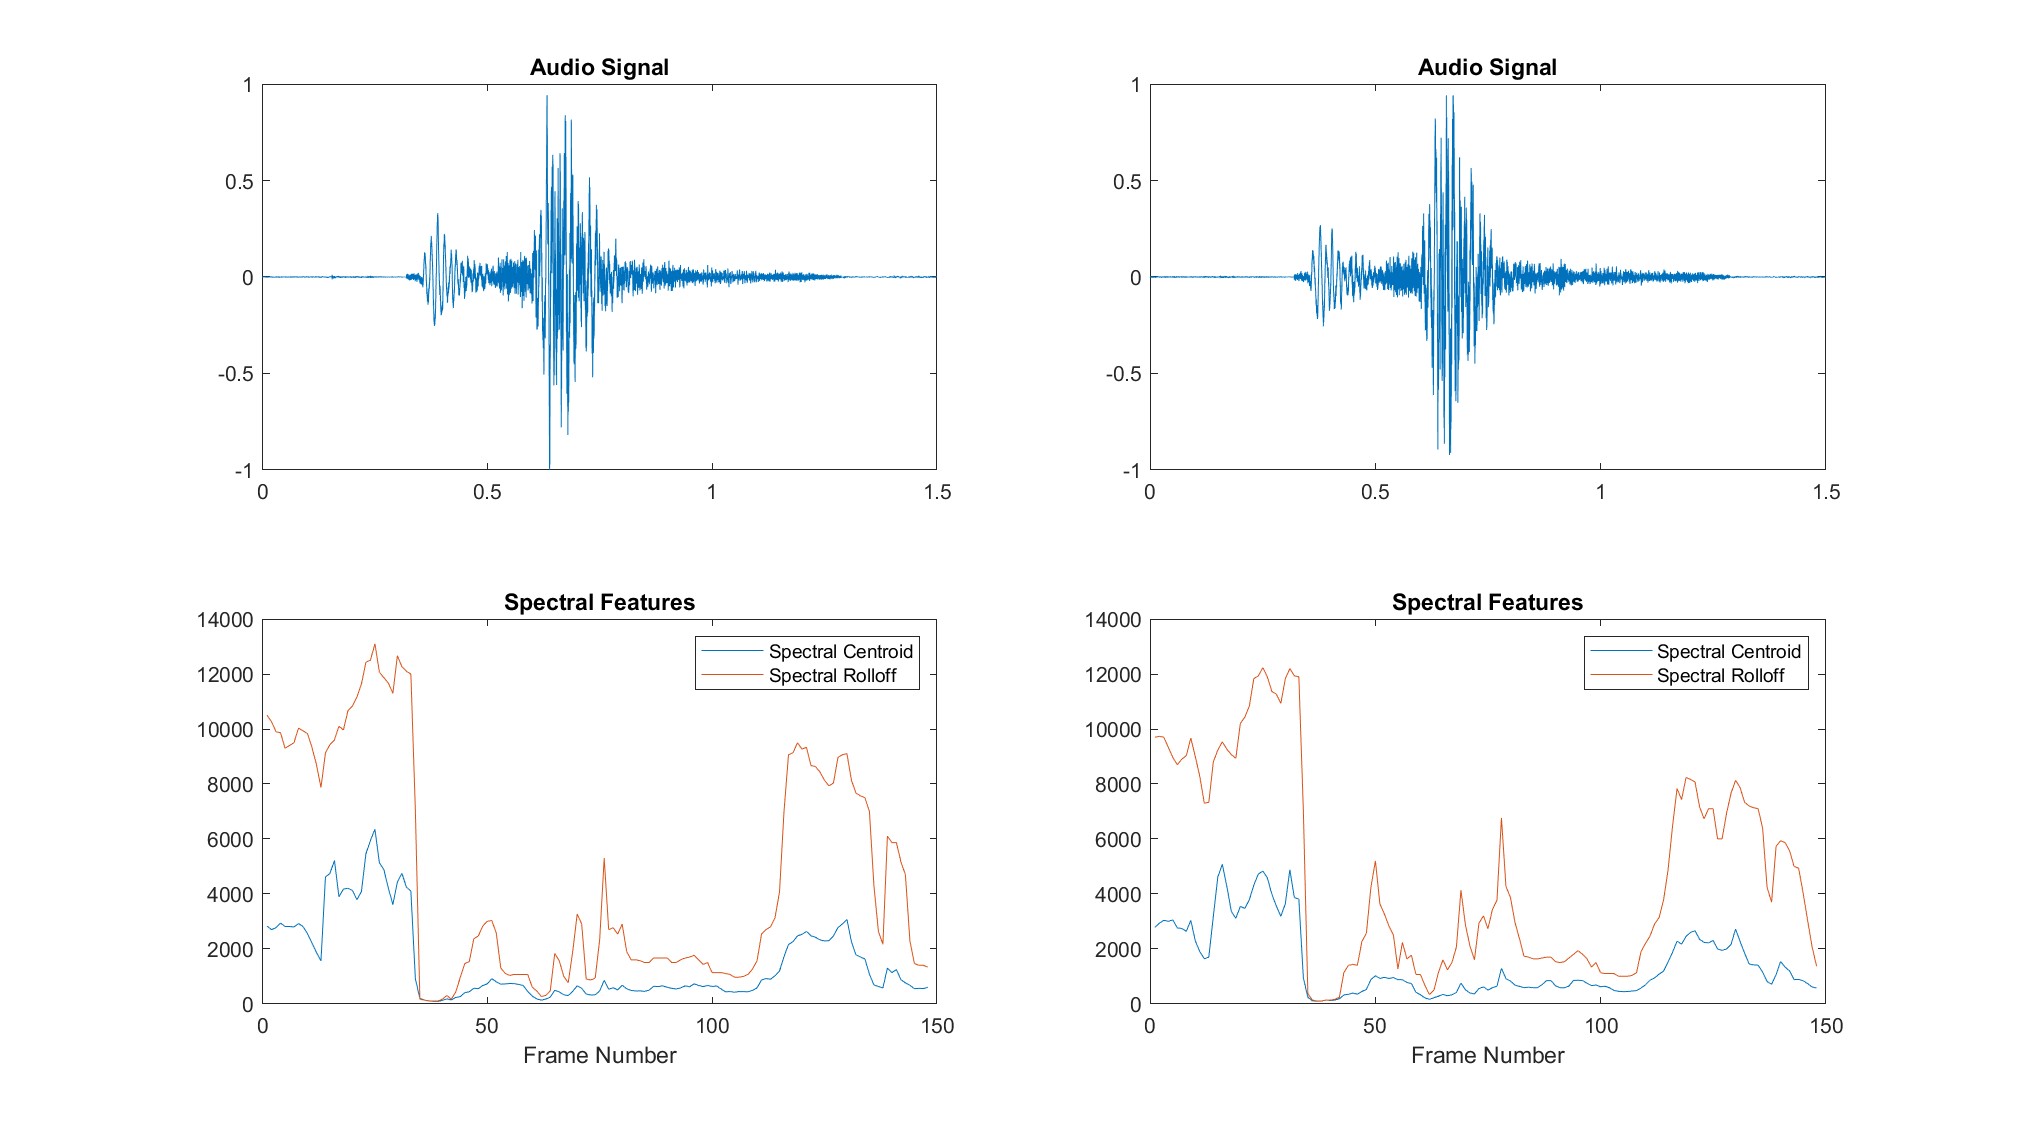 Audio Signal
1
0.5
0
-0.5
-1
0 0.5 1 1.5
Audio Signal
1
0.5
0
-0.5
-1
0 0.5 1 1.5
Spectral Features
14000
12000
10000
8000
6000
4000
2000
0
Spectral Centroid
Spectral Rolloff
0 50 100 150
Frame Number
Spectral Features
14000
12000
10000
8000
6000
4000
2000
0
Spectral Centroid
Spectral Rolloff
0 50 100 150
Frame Number